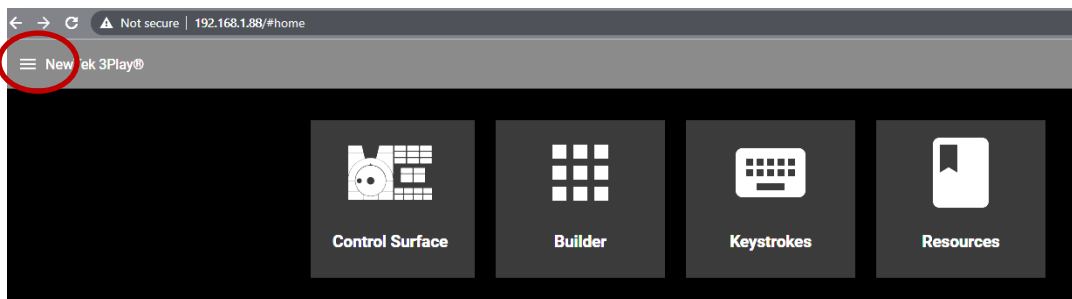 Not secure | 192.168.1.88/#home
NewTek 3Play®
Control Surface
Builder
Keystrokes
Resources